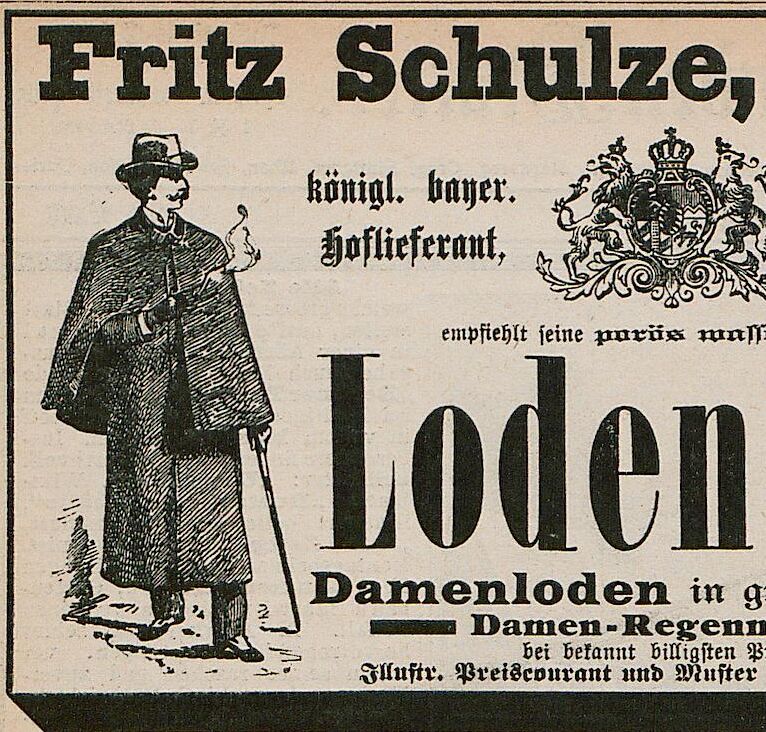 Fritz Schulze,
königl. bayer.
Hoflieferant,
empfiehlt seine porös
Loden
Damenloden in
Damen-Regenm
bei bekannt billigsten
Illustr. Preiscourant und Muster